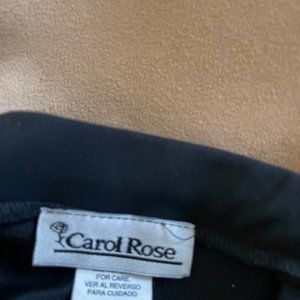 Carol Rose
FOR CARE
VER AL REVERSO
PARA CUIDADO